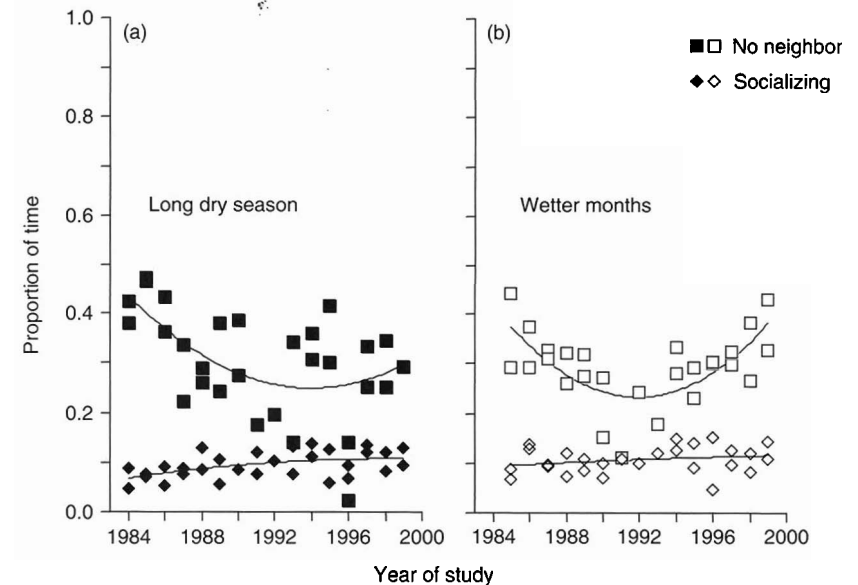 1.0
(a)
(b)
No neighbor
Socializing
0.8
Long dry season
Wetter months
0.6
0.4
0.2
0.0
Proportion of time
1984 1988 1992 1996 2000
1984 1988 1992 1996 2000
Year of study